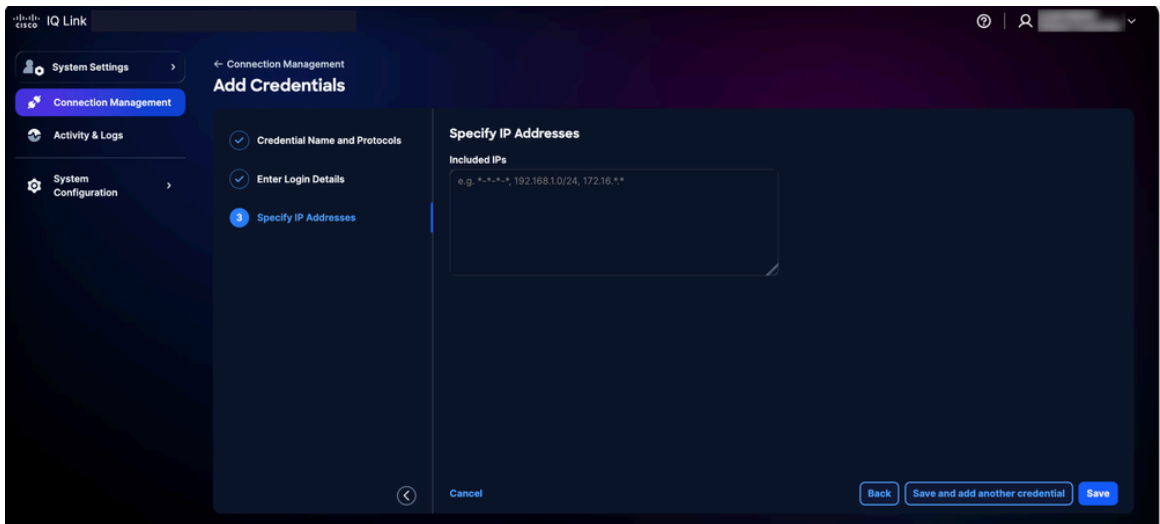 cisco IQ Link
System Settings
Connection Management
Activity & Logs
System
Configuration
← Connection Management
Add Credentials
Credential Name and Protocols
Enter Login Details
3 Specify IP Addresses
Specify IP Addresses
Included IPs
e.g. *-*-*-*, 192.168.1.0/24, 172.16.*.*
Cancel
Back
Save and add another credential
Save